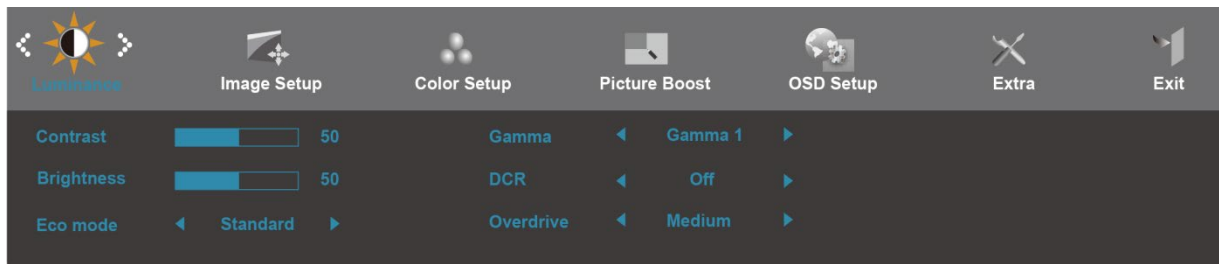 Luminance Image Setup Color Setup Picture Boost OSD Setup Extra Exit
Contrast 50 Gamma Gamma 1
Brightness 50 DCR Off
Eco mode Standard Overdrive Medium